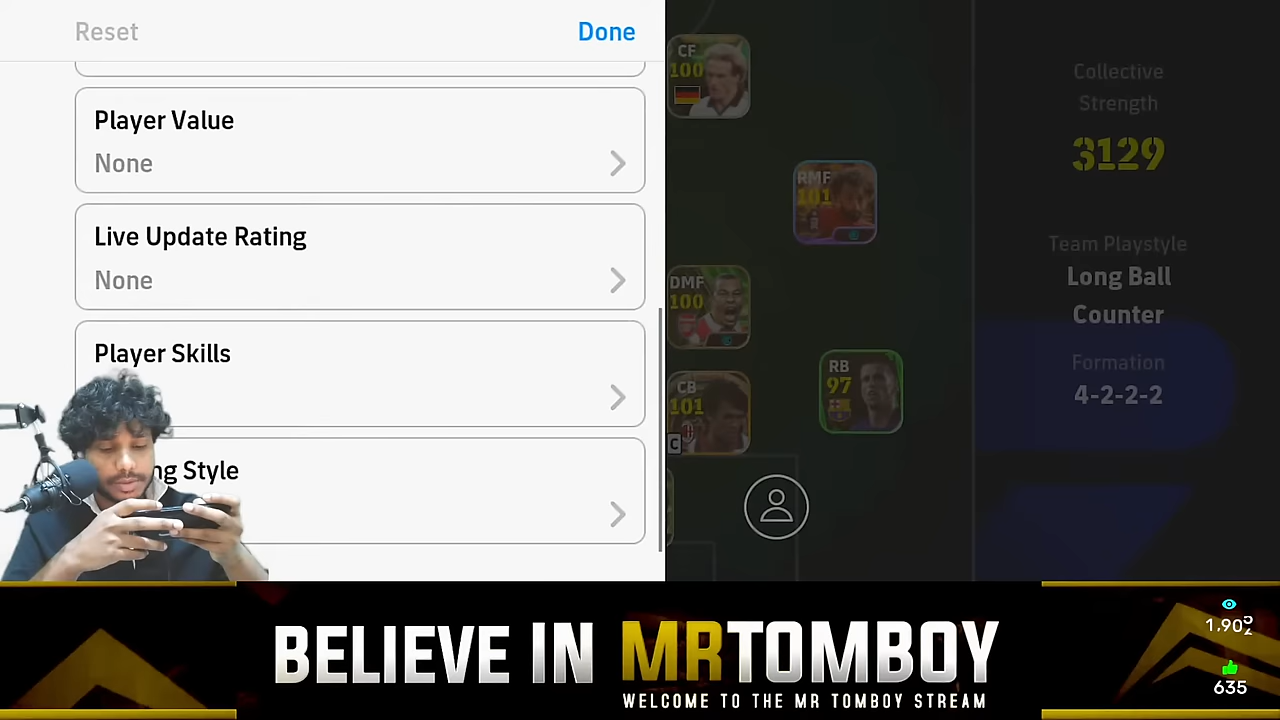 Reset
Done
Player Value
None
Live Update Rating
None
Player Skills
ng Style
CF
100
RMF
101
DMF
100
CB
101
C
RB
97
Collective
Strength
3129
Team Playstyle
Long Ball
Counter
Formation
4-2-2-2
BELIEVE IN MRTOMBOY
WELCOME TO THE MR TOMBOY STREAM
635